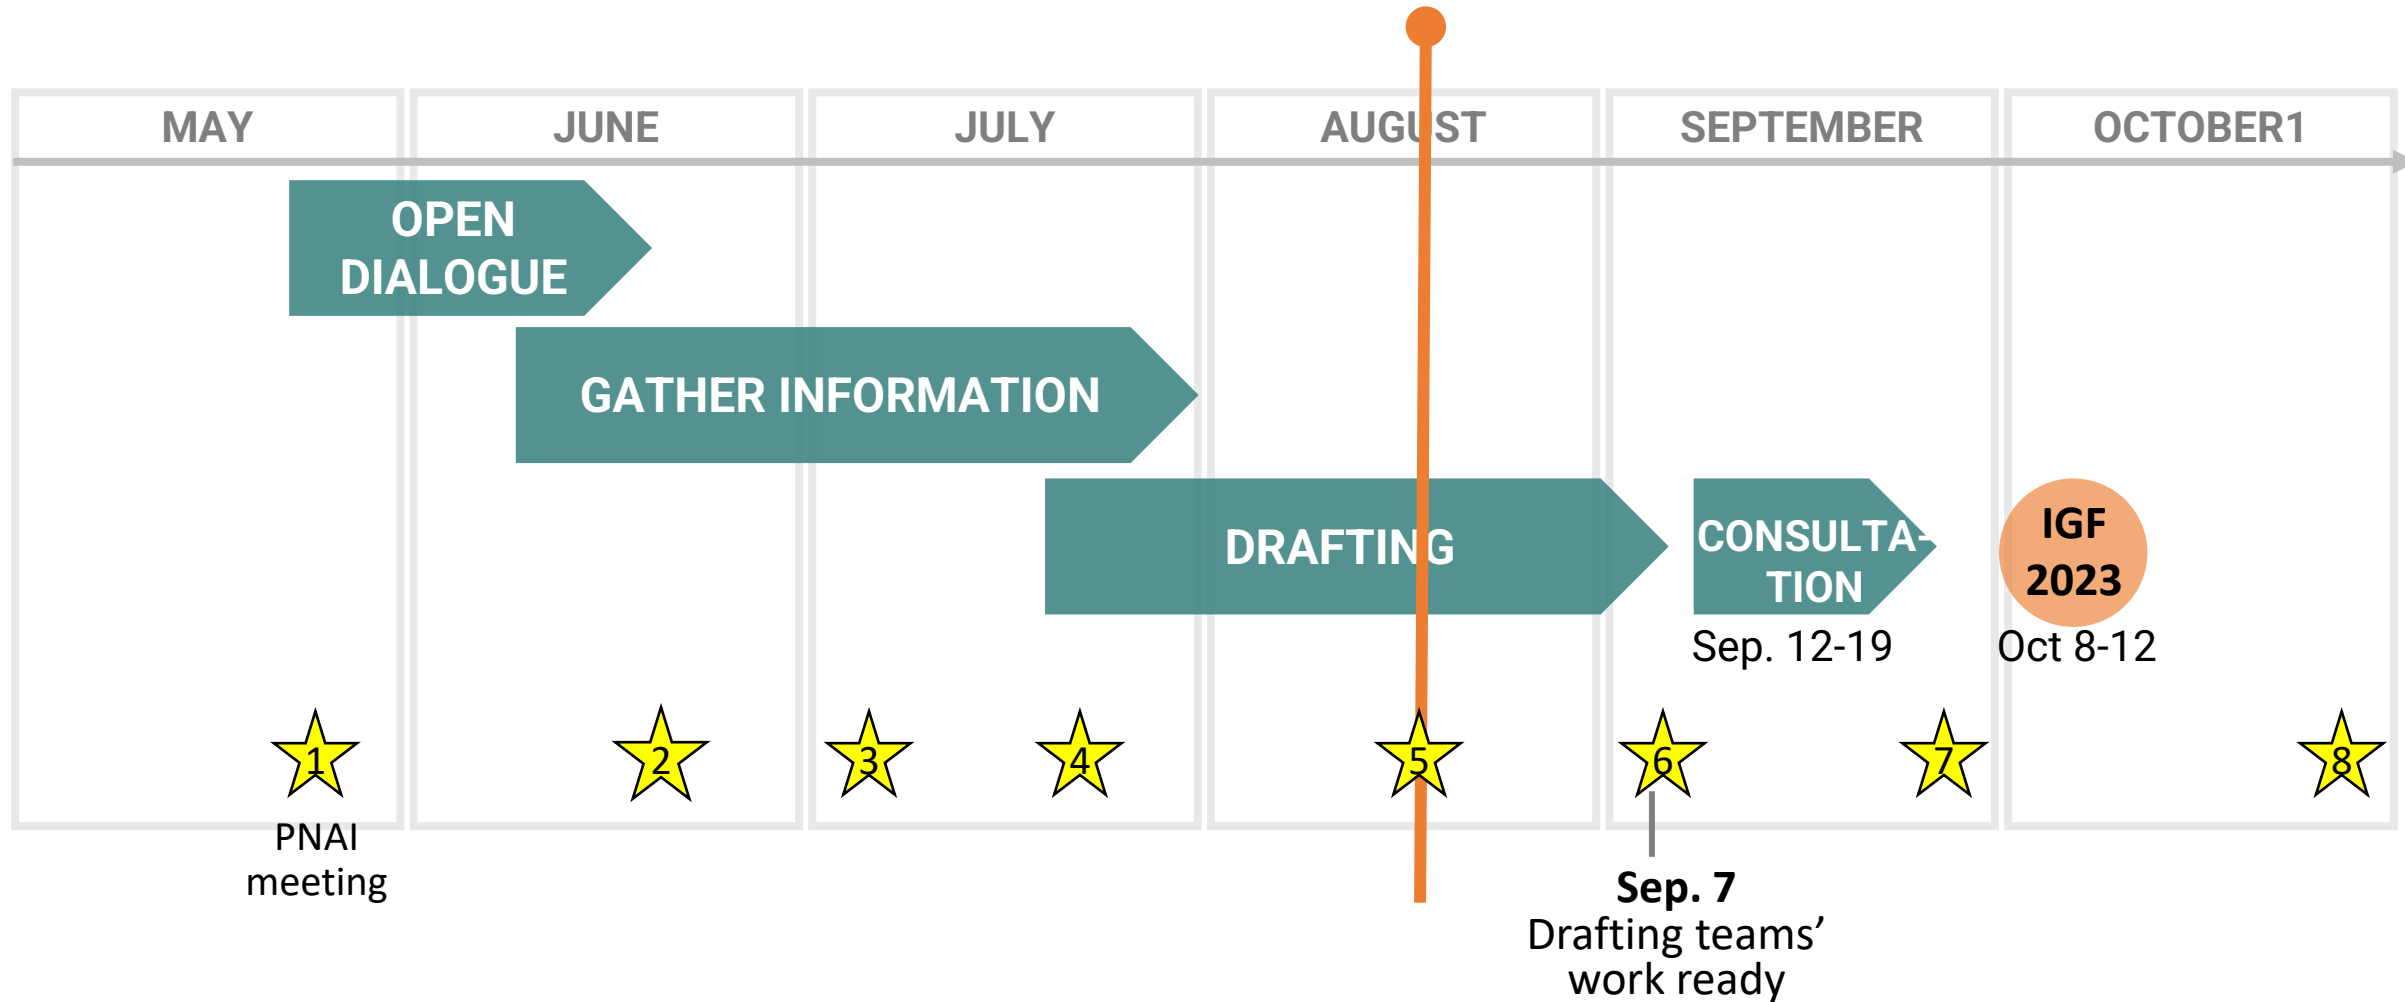 MAY
JUNE
JULY
AUGUST
SEPTEMBER
OCTOBER1
OPEN
DIALOGUE
GATHER INFORMATION
DRAFTING
CONSULTA-
TION
Sep. 12-19
IGF
2023
Oct 8-12
1
2
3
4
5
6
7
8
PNAI
meeting
Sep. 7
Drafting teams’
work ready